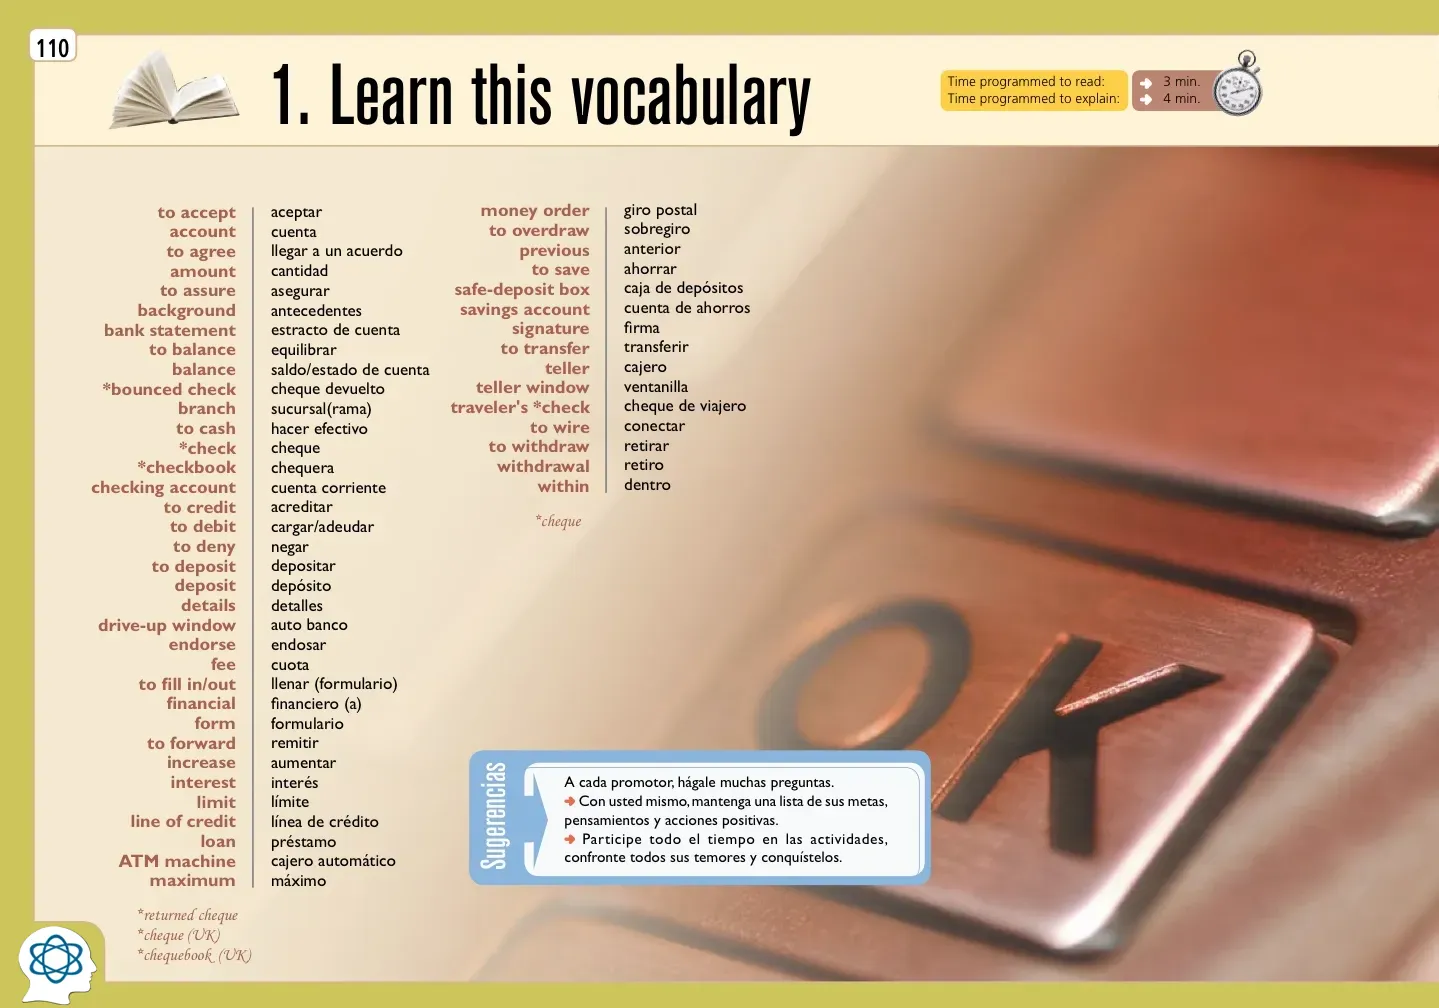 110
1. Learn this vocabulary
Time programmed to read: 3 min.
Time programmed to explain: 4 min.
to accept aceptar
account cuenta
to agree llegar a un acuerdo
amount cantidad
to assure asegurar
background antecedentes
bank statement estracto de cuenta
to balance equilibrar
balance saldo/estado de cuenta
*bounced check cheque devuelto
branch sucursal(rama)
to cash hacer efectivo
*check cheque
*checkbook chequera
checking account cuenta corriente
to credit acreditar
to debit cargar/adeudar
to deny negar
to deposit depositar
deposit depósito
details detalles
drive-up window auto banco
endorse endosar
fee cuota
to fill in/out llenar (formulario)
financial financiero (a)
form formulario
to forward remitir
increase aumentar
interest interés
limit límite
line of credit línea de crédito
loan préstamo
ATM machine cajero automático
maximum máximo
*returned cheque
*cheque (UK)
*chequebook (UK)
money order giro postal
to overdraw sobregiro
previous anterior
to save ahorrar
safe-deposit box caja de depósitos
savings account cuenta de ahorros
signature firma
to transfer transferir
teller cajero
teller window ventanilla
traveler's *check cheque de viajero
to wire conectar
to withdraw retirar
withdrawal retiro
within dentro
*cheque
OK
Sugerencias
A cada promotor, hágale muchas preguntas.
Con usted mismo, mantenga una lista de sus metas,
pensamientos y acciones positivas.
Participe todo el tiempo en las actividades,
confronte todos sus temores y conquístelos.